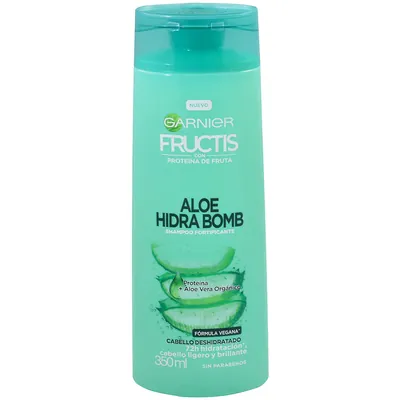 NUEVO
GARNIER
FRUCTIS
CON
PROTEÍNA DE FRUTA
ALOE
HIDRA BOMB
SHAMPOO FORTIFICANTE
Proteína
+ Aloe Vera Orgánico
FÓRMULA VEGANA*
CABELLO DESHIDRATADO
72h hidratación
cabello ligero y brillante
350ml
SIN PARABENOS